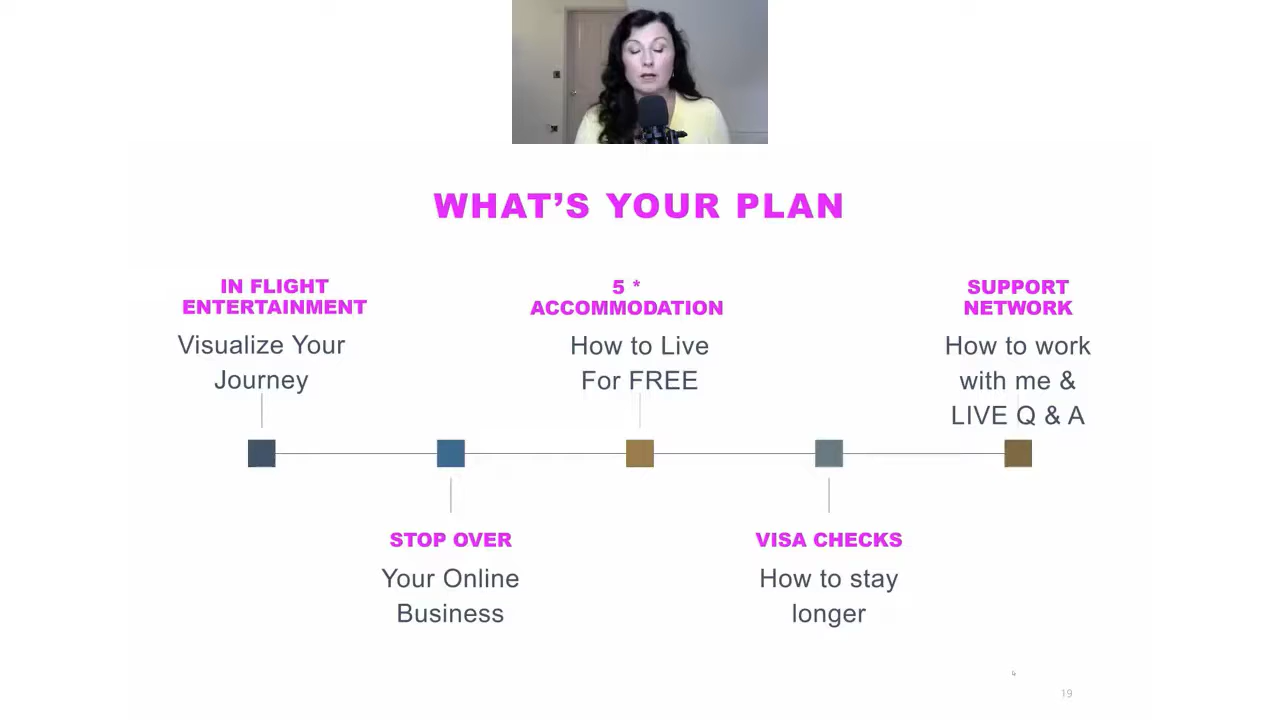 WHAT'S YOUR PLAN
IN FLIGHT
ENTERTAINMENT
Visualize Your
Journey
5 *
ACCOMMODATION
How to Live
For FREE
SUPPORT
NETWORK
How to work
with me &
LIVE Q & A
STOP OVER
Your Online
Business
VISA CHECKS
How to stay
longer
4
19